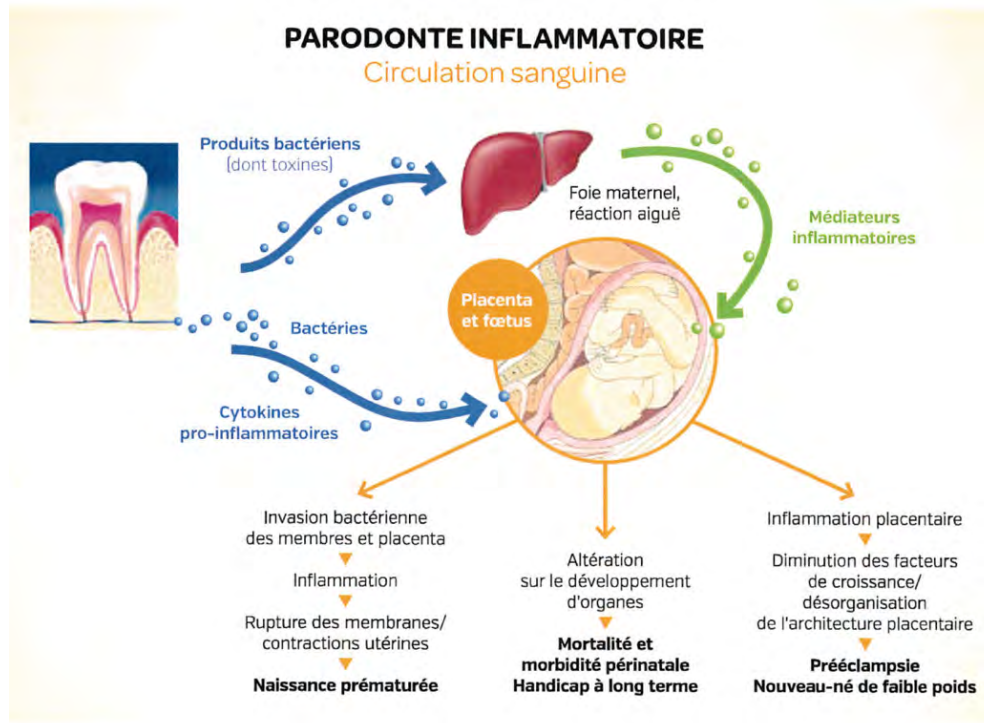 PARODONTE INFLAMMATOIRE
Circulation sanguine
Produits bactériens
(dont toxines)
Foie maternel,
réaction aiguë
Médiateurs
inflammatoires
Placenta
et fœtus
Bactéries
Cytokines
pro-inflammatoires
Invasion bactérienne
des membres et placenta
Inflammation
Rupture des membranes/
contractions utérines
Naissance prématurée
Altération
sur le développement
d'organes
Mortalité et
morbidité périnatale
Handicap à long terme
Inflammation placentaire
Diminution des facteurs
de croissance/
désorganisation
de l'architecture placentaire
Prééclampsie
Nouveau-né de faible poids